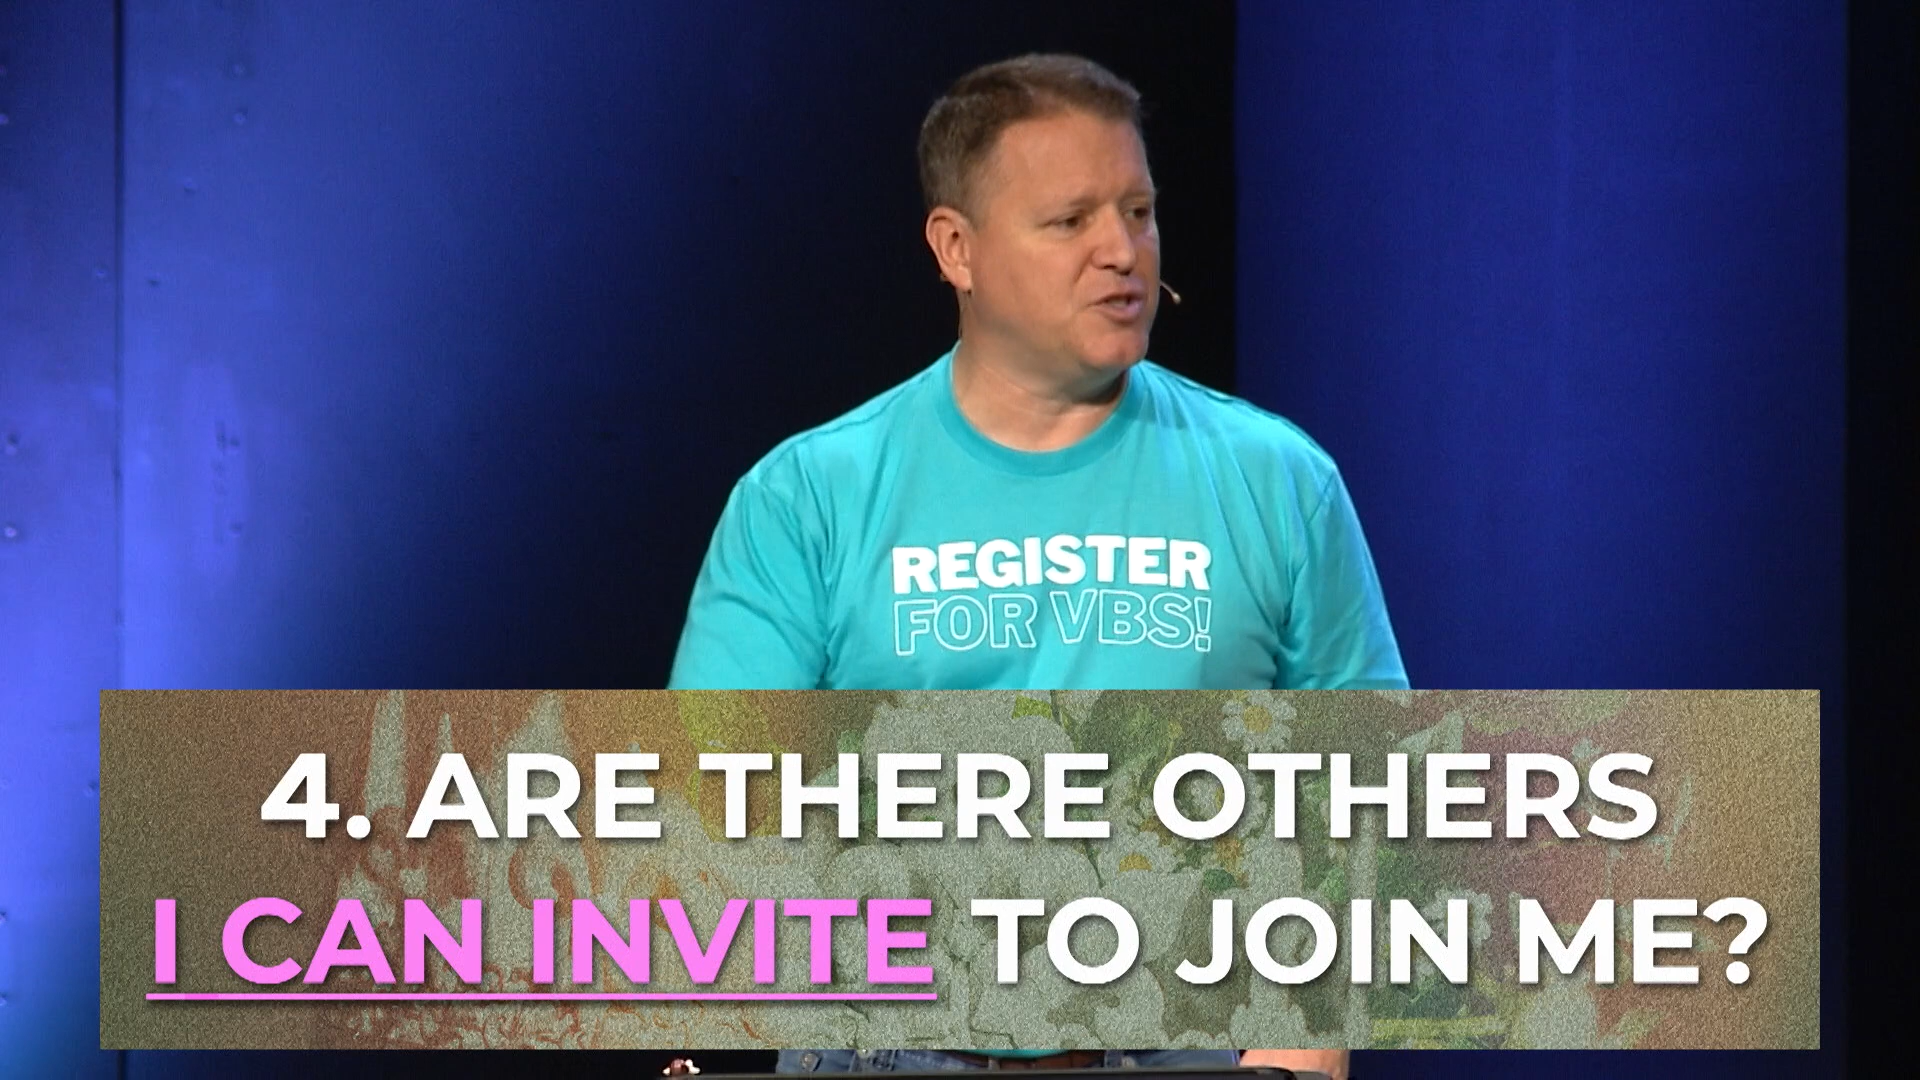 REGISTER
FOR VBS!
4. ARE THERE OTHERS
I CAN INVITE TO JOIN ME?